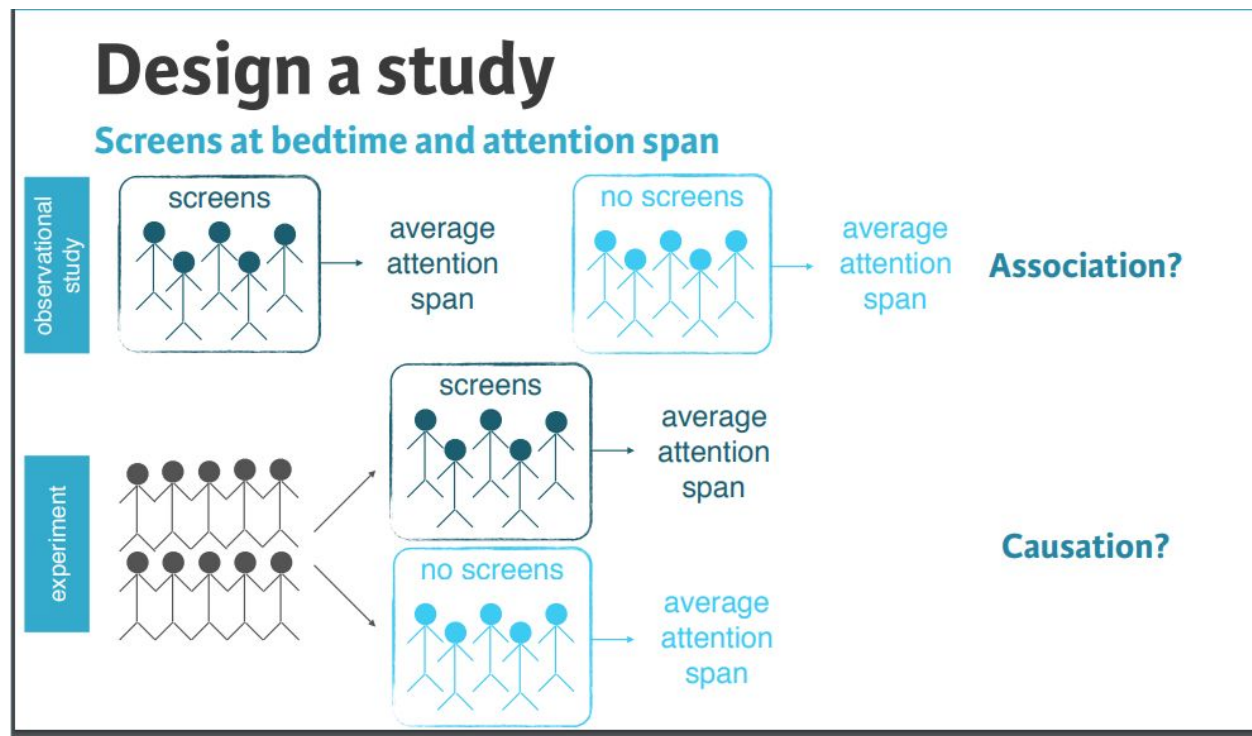 Design a study
Screens at bedtime and attention span
observational
study
screens
average
attention
span
no screens
average
attention
span
Association?
experiment
screens
average
attention
span
no screens
average
attention
span
Causation?